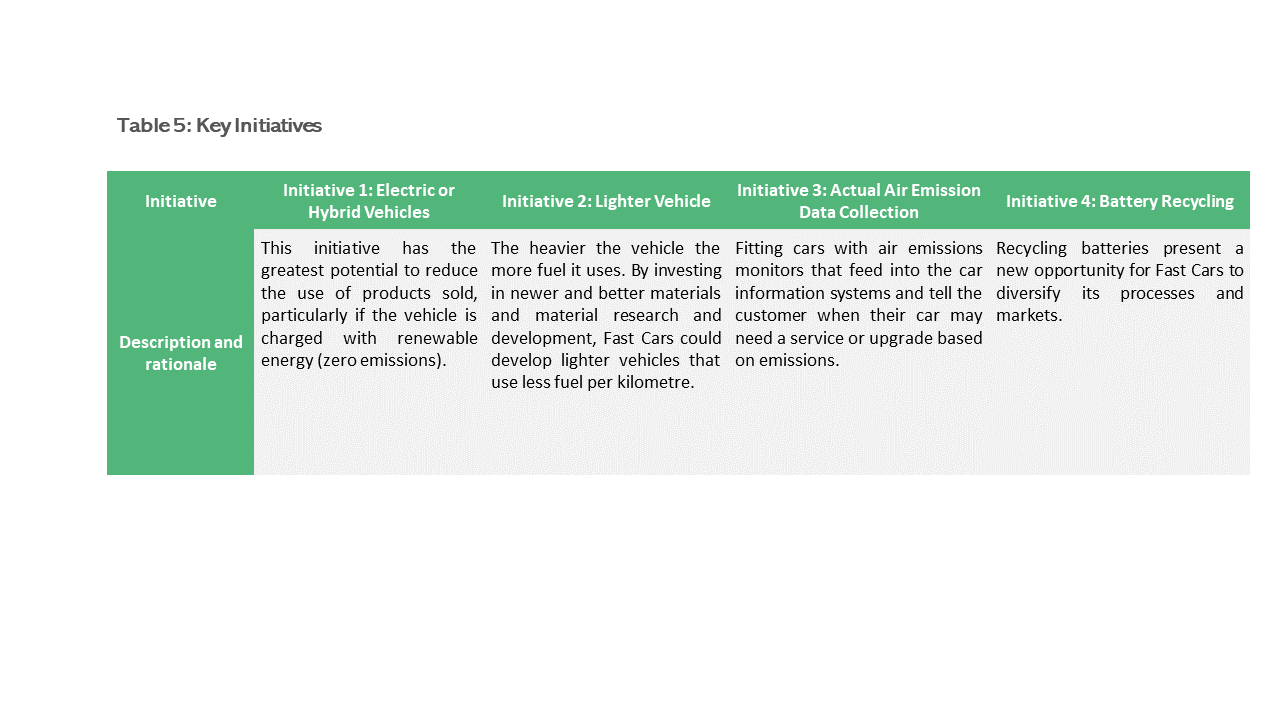 Table 5: Key Initiatives
Initiative
Initiative 1: Electric or
Hybrid Vehicles
Initiative 2: Lighter Vehicle
Initiative 3: Actual Air Emission
Data Collection
Initiative 4: Battery Recycling
Description and
rationale
This initiative has the
greatest potential to reduce
the use of products sold,
particularly if the vehicle is
charged with renewable
energy (zero emissions).
The heavier the vehicle the
more fuel it uses. By investing
in newer and better materials
and material research and
development, Fast Cars could
develop lighter vehicles that
use less fuel per kilometre.
Fitting cars with air emissions
monitors that feed into the car
information systems and tell the
customer when their car may
need a service or upgrade based
on emissions.
Recycling batteries present a
new opportunity for Fast Cars to
diversify its processes and
markets.